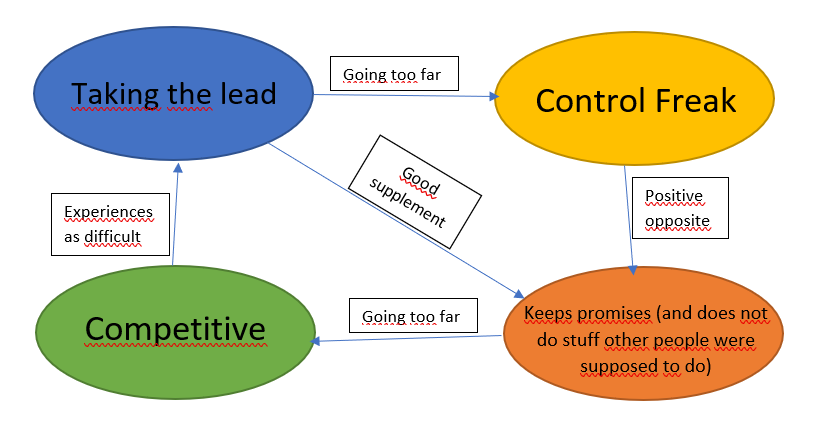 Going too far
Taking the lead
Control Freak
Good
supplement
Positive
opposite
Experiences
as difficult
Going too far
Competitive
Keeps promises (and does not
do stuff other people were
supposed to do)